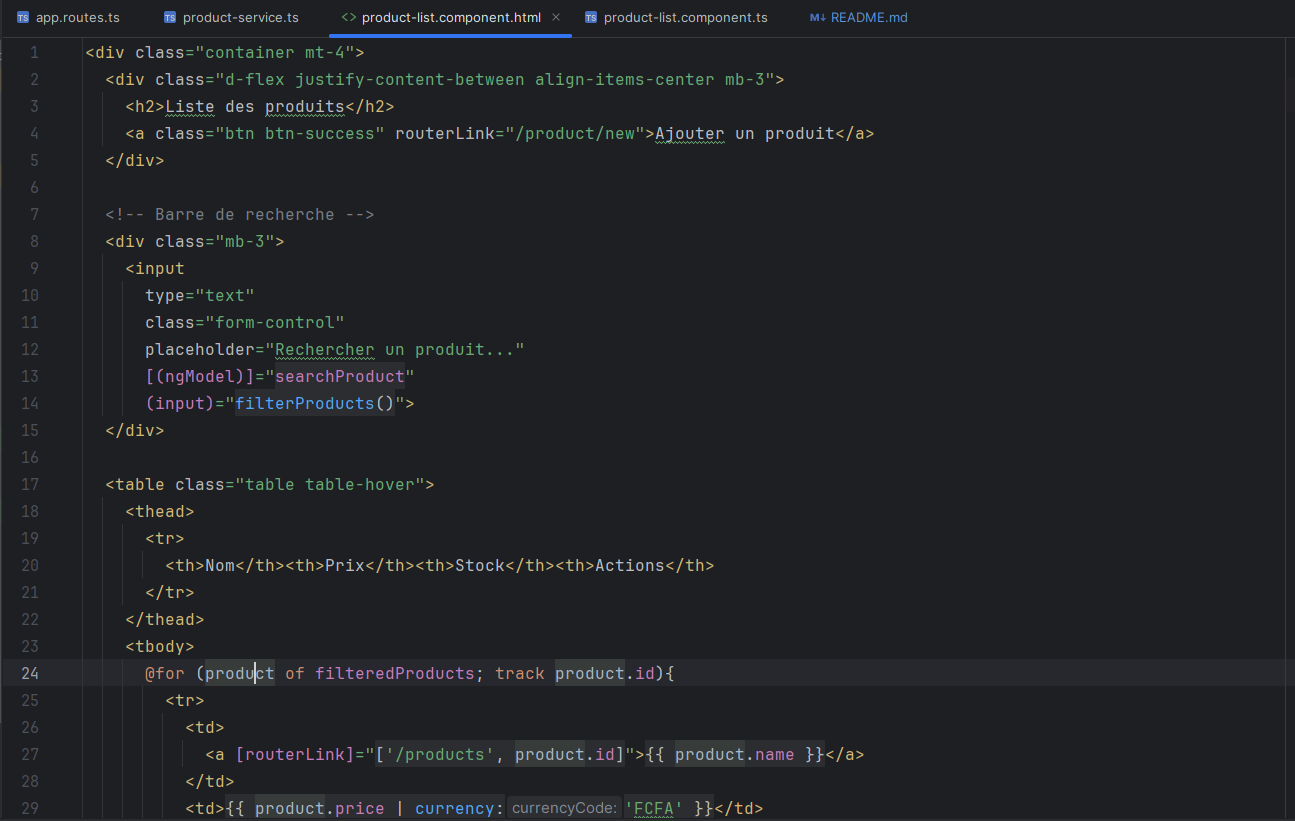 TS app.routes.ts TS product-service.ts <> product-list.component.html × TS product-list.component.ts M↓ README.md
1 <div class="container mt-4">
2 <div class="d-flex justify-content-between align-items-center mb-3">
3 <h2>Liste des produits</h2>
4 <a class="btn btn-success" routerLink="/product/new">Ajouter un produit</a>
5 </div>
6
7 <!-- Barre de recherche -->
8 <div class="mb-3">
9 <input
10 type="text"
11 class="form-control"
12 placeholder="Rechercher un produit..."
13 [(ngModel)]="searchProduct"
14 (input)="filterProducts()">
15 </div>
16
17 <table class="table table-hover">
18 <thead>
19 <tr>
20 <th>Nom</th><th>Prix</th><th>Stock</th><th>Actions</th>
21 </tr>
22 </thead>
23 <tbody>
24 @for (product of filteredProducts; track product.id){
25 <tr>
26 <td>
27 <a [routerLink]="['/products', product.id]">{{ product.name }}</a>
28 </td>
29 <td>{{ product.price | currency: currencyCode: 'FCFA' }}</td>